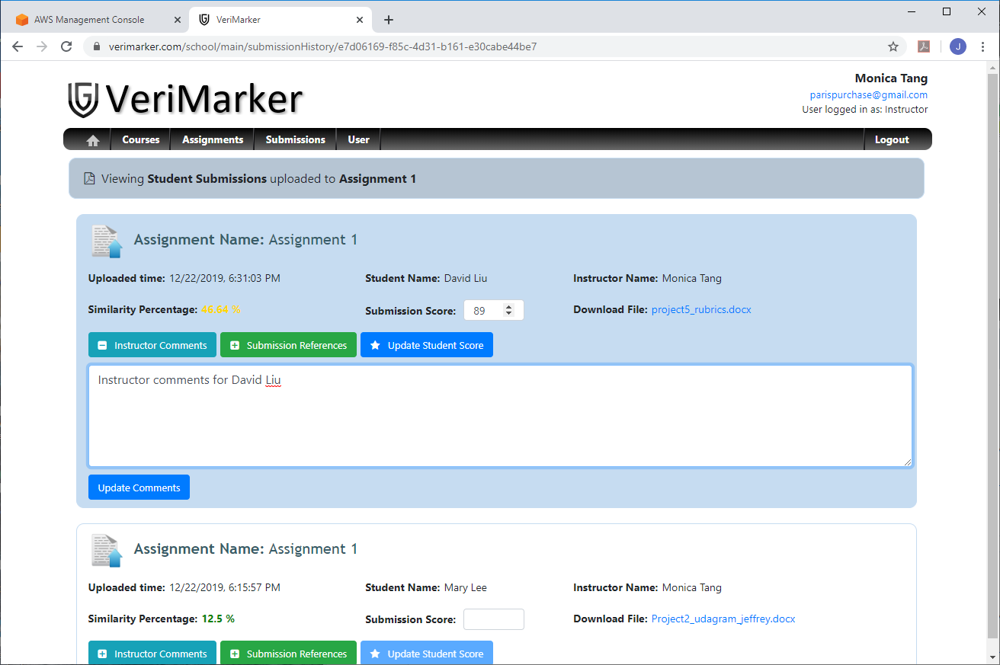 AWS Management Console
VeriMarker
verimarker.com/school/main/submissionHistory/e7d06169-f85c-4d31-b161-e30cabe44be7
J
VeriMarker
Monica Tang
parispurchase@gmail.com
User logged in as: Instructor
Courses Assignments Submissions User Logout
Viewing Student Submissions uploaded to Assignment 1
Assignment Name: Assignment 1
Uploaded time: 12/22/2019, 6:31:03 PM Student Name: David Liu Instructor Name: Monica Tang
Similarity Percentage: 46.64 % Submission Score: 89 Download File: project5_rubrics.docx
Instructor Comments Submission References Update Student Score
Instructor comments for David Liu
Update Comments
Assignment Name: Assignment 1
Uploaded time: 12/22/2019, 6:15:57 PM Student Name: Mary Lee Instructor Name: Monica Tang
Similarity Percentage: 12.5 % Submission Score: Download File: Project2_udagram_jeffrey.docx
Instructor Comments Submission References Update Student Score